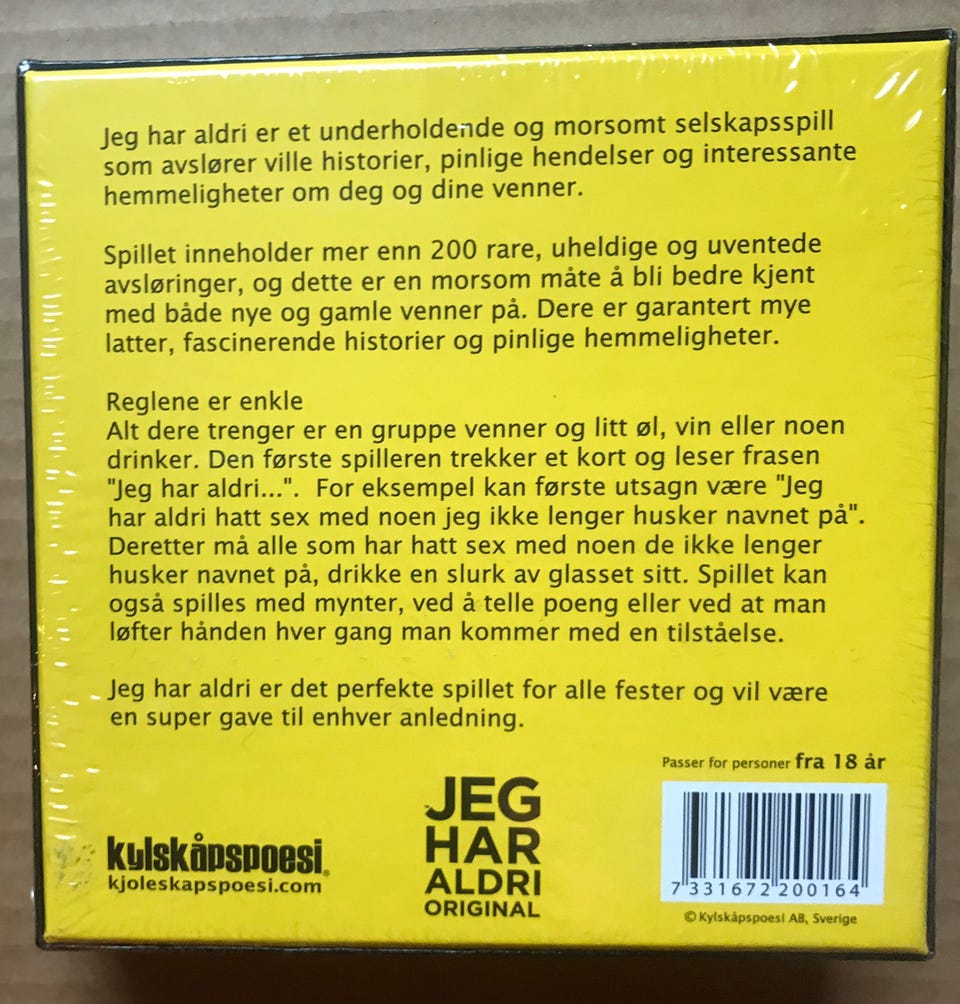 Jeg har aldri er et underholdende og morsomt selskapsspill
som avslører ville historier, pinlige hendelser og interessante
hemmeligheter om deg og dine venner.
Spillet inneholder mer enn 200 rare, uheldige og uventede
avsløringer, og dette er en morsom måte å bli bedre kjent
med både nye og gamle venner på. Dere er garantert mye
latter, fascinerende historier og pinlige hemmeligheter.
Reglene er enkle
Alt dere trenger er en gruppe venner og litt øl, vin eller noen
drinker. Den første spilleren trekker et kort og leser frasen
"Jeg har aldri...". For eksempel kan første utsagn være "Jeg
har aldri hatt sex med noen jeg ikke lenger husker navnet på".
Deretter må alle som har hatt sex med noen de ikke lenger
husker navnet på, drikke en slurk av glasset sitt. Spillet kan
også spilles med mynter, ved å telle poeng eller ved at man
løfter hånden hver gang man kommer med en tilståelse.
Jeg har aldri er det perfekte spillet for alle fester og vil være
en super gave til enhver anledning.
Passer for personer fra 18 år
kylskåpspoesi®
kjoleskapspoesi.com
JEG
HAR
ALDRI
ORIGINAL
7 331672 200164
© Kylskåpspoesi AB, Sverige